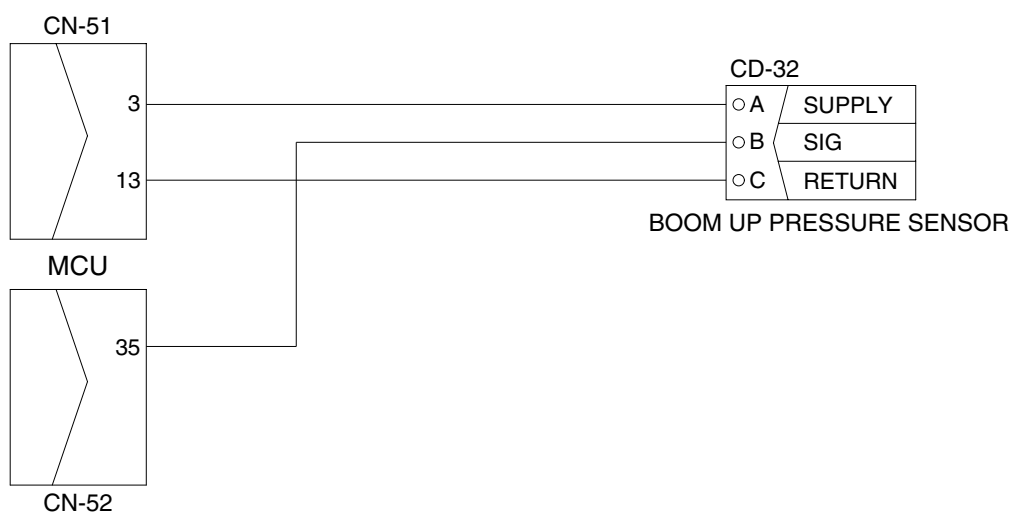 CN-51
3
13
MCU
35
CN-52
CD-32
A SUPPLY
B SIG
C RETURN
BOOM UP PRESSURE SENSOR